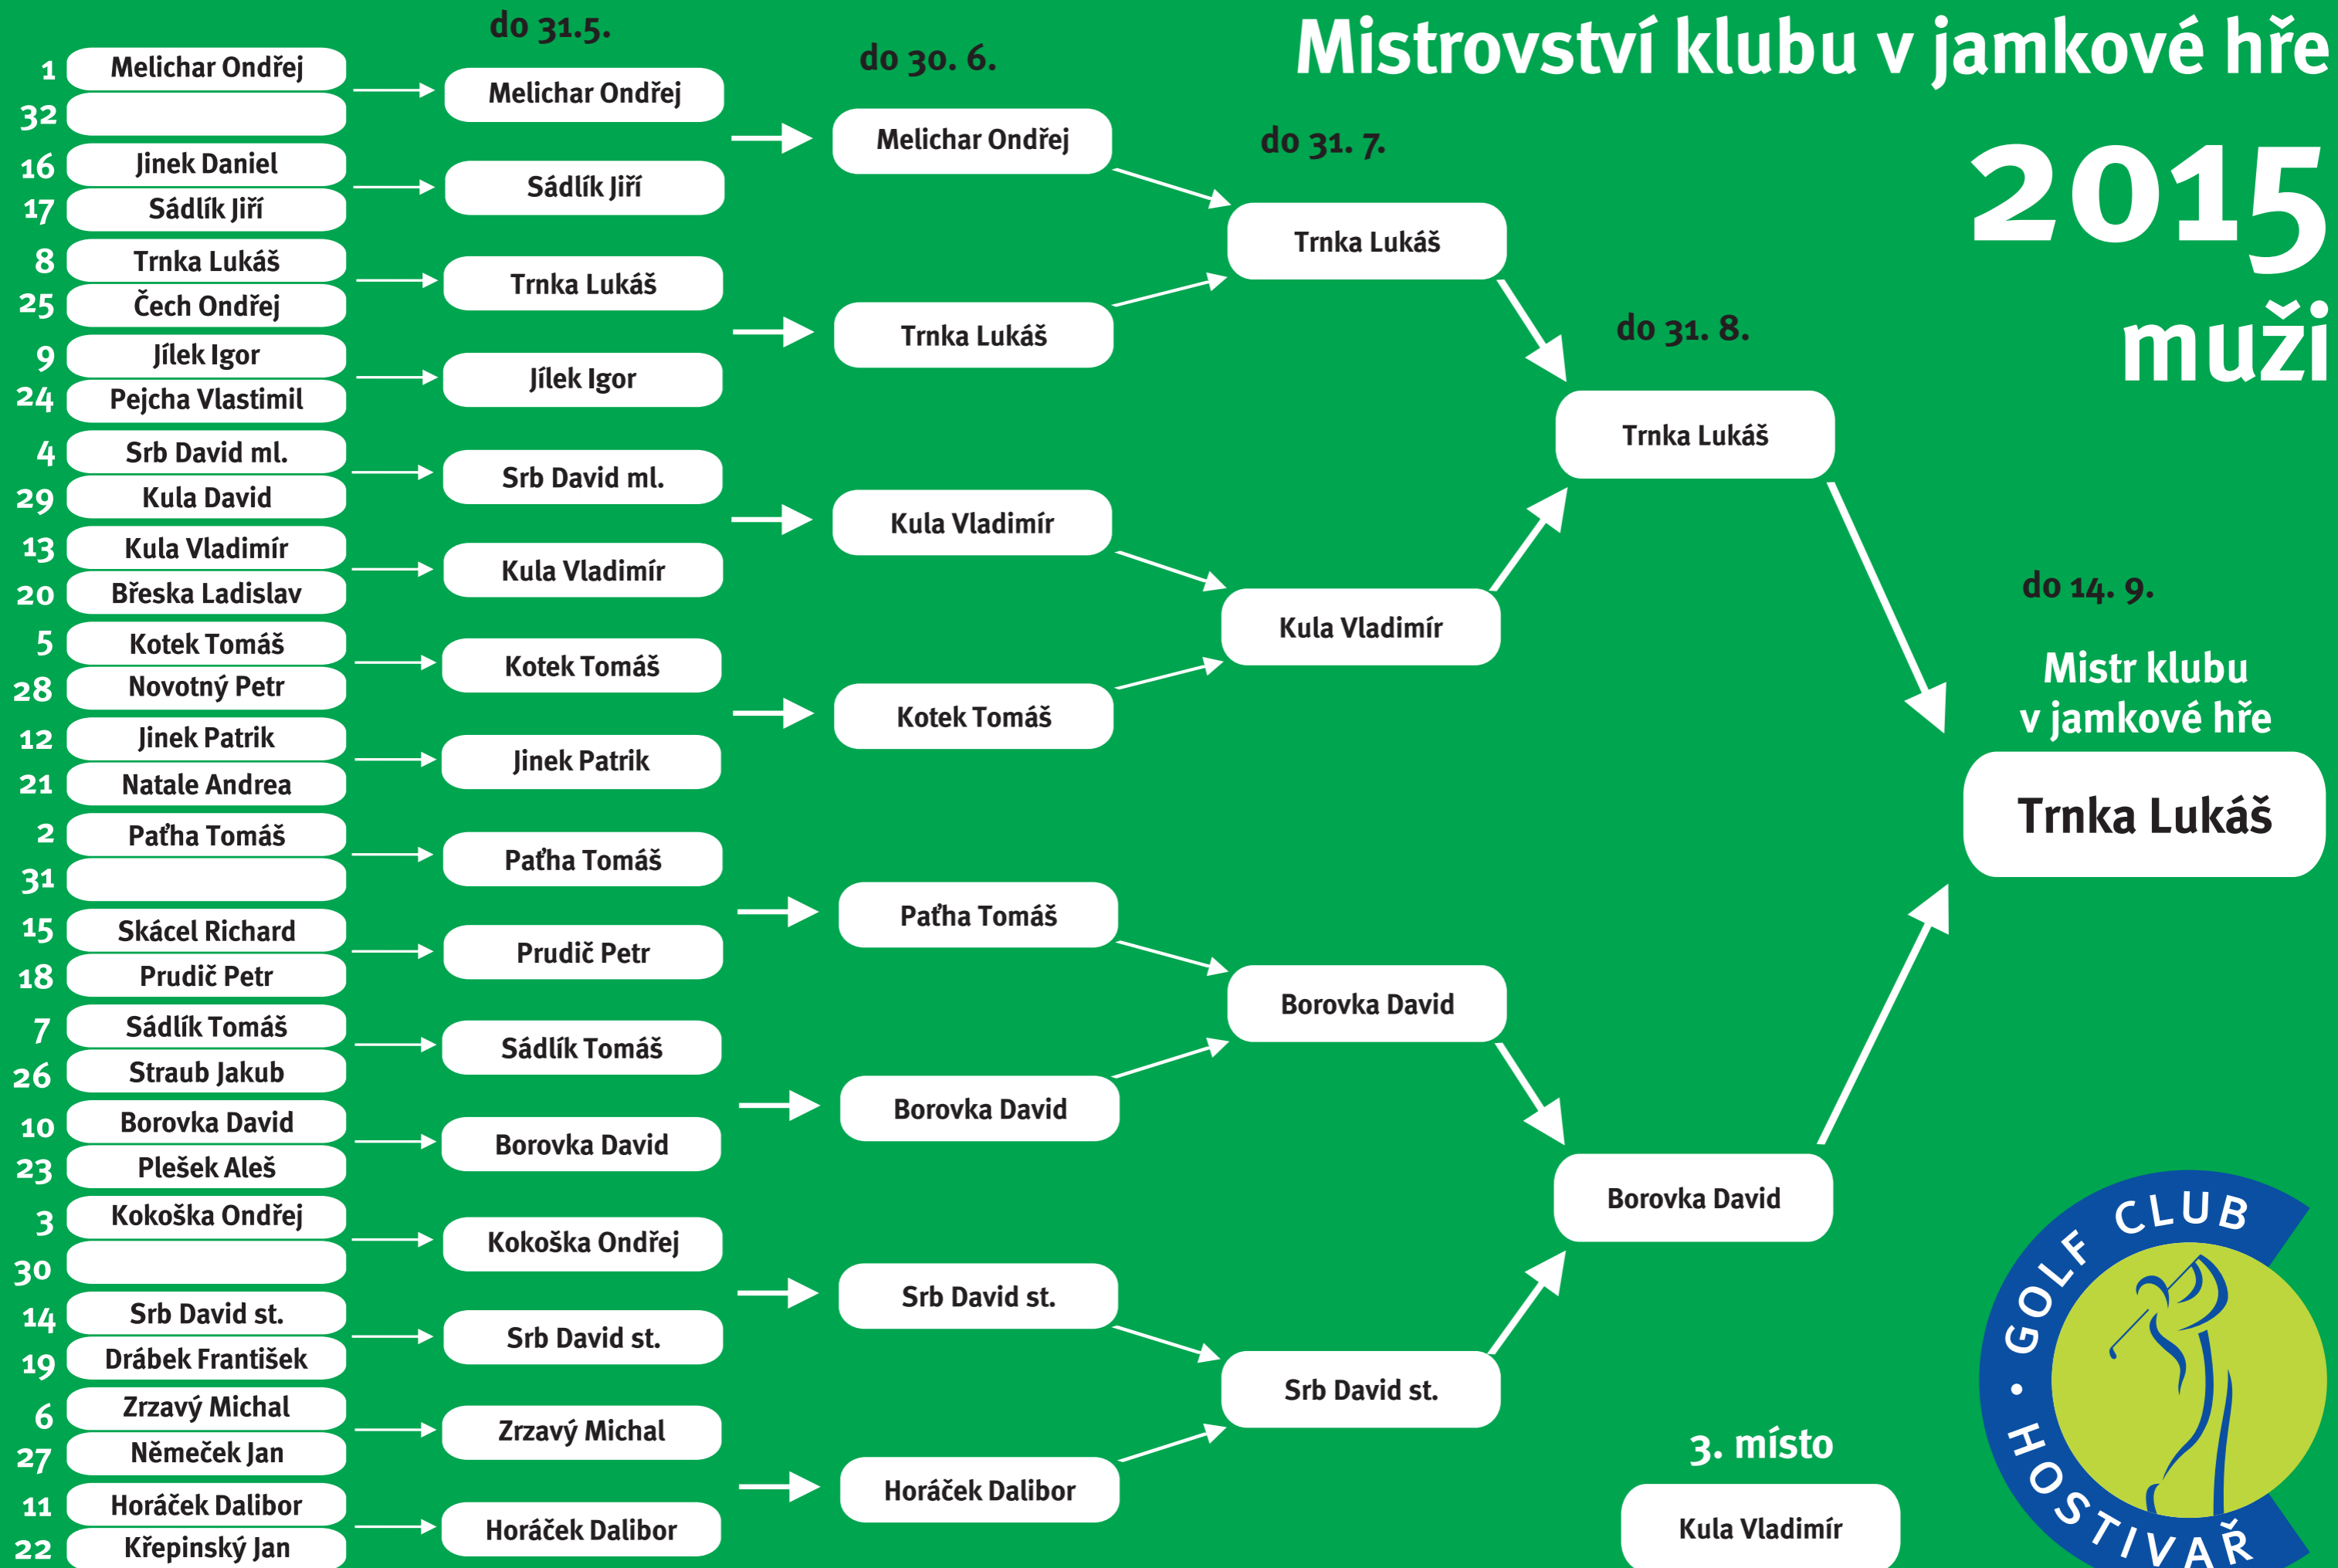 Mistrovství klubu v jamkové hře
2015
muži
do 31.5.
do 30. 6.
do 31. 7.
do 31. 8.
do 14. 9.
1 Melichar Ondřej
32
16 Jinek Daniel
17 Sádlík Jiří
8 Trnka Lukáš
25 Čech Ondřej
9 Jílek Igor
24 Pejcha Vlastimil
4 Srb David ml.
29 Kula David
13 Kula Vladimír
20 Břeska Ladislav
5 Kotek Tomáš
28 Novotný Petr
12 Jinek Patrik
21 Natale Andrea
2 Paťha Tomáš
31
15 Skácel Richard
18 Prudič Petr
7 Sádlík Tomáš
26 Straub Jakub
10 Borovka David
23 Plešek Aleš
3 Kokoška Ondřej
30
14 Srb David st.
19 Drábek František
6 Zrzavý Michal
27 Němeček Jan
11 Horáček Dalibor
22 Křepinský Jan
Melichar Ondřej
Sádlík Jiří
Trnka Lukáš
Jílek Igor
Srb David ml.
Kula Vladimír
Kotek Tomáš
Jinek Patrik
Paťha Tomáš
Prudič Petr
Sádlík Tomáš
Borovka David
Kokoška Ondřej
Srb David st.
Zrzavý Michal
Horáček Dalibor
Melichar Ondřej
Trnka Lukáš
Kula Vladimír
Kotek Tomáš
Paťha Tomáš
Borovka David
Srb David st.
Horáček Dalibor
Trnka Lukáš
Kula Vladimír
Borovka David
Srb David st.
Trnka Lukáš
Borovka David
Mistr klubu
v jamkové hře
Trnka Lukáš
3. místo
Kula Vladimír
GOLF CLUB • HOSTIVAŘ